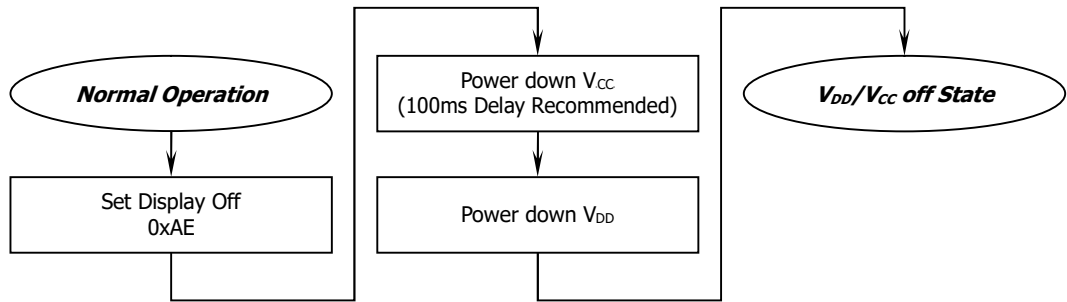 Normal Operation
Set Display Off
0xAE
Power down VCC
(100ms Delay Recommended)
Power down VDD
VDD/VCC off State